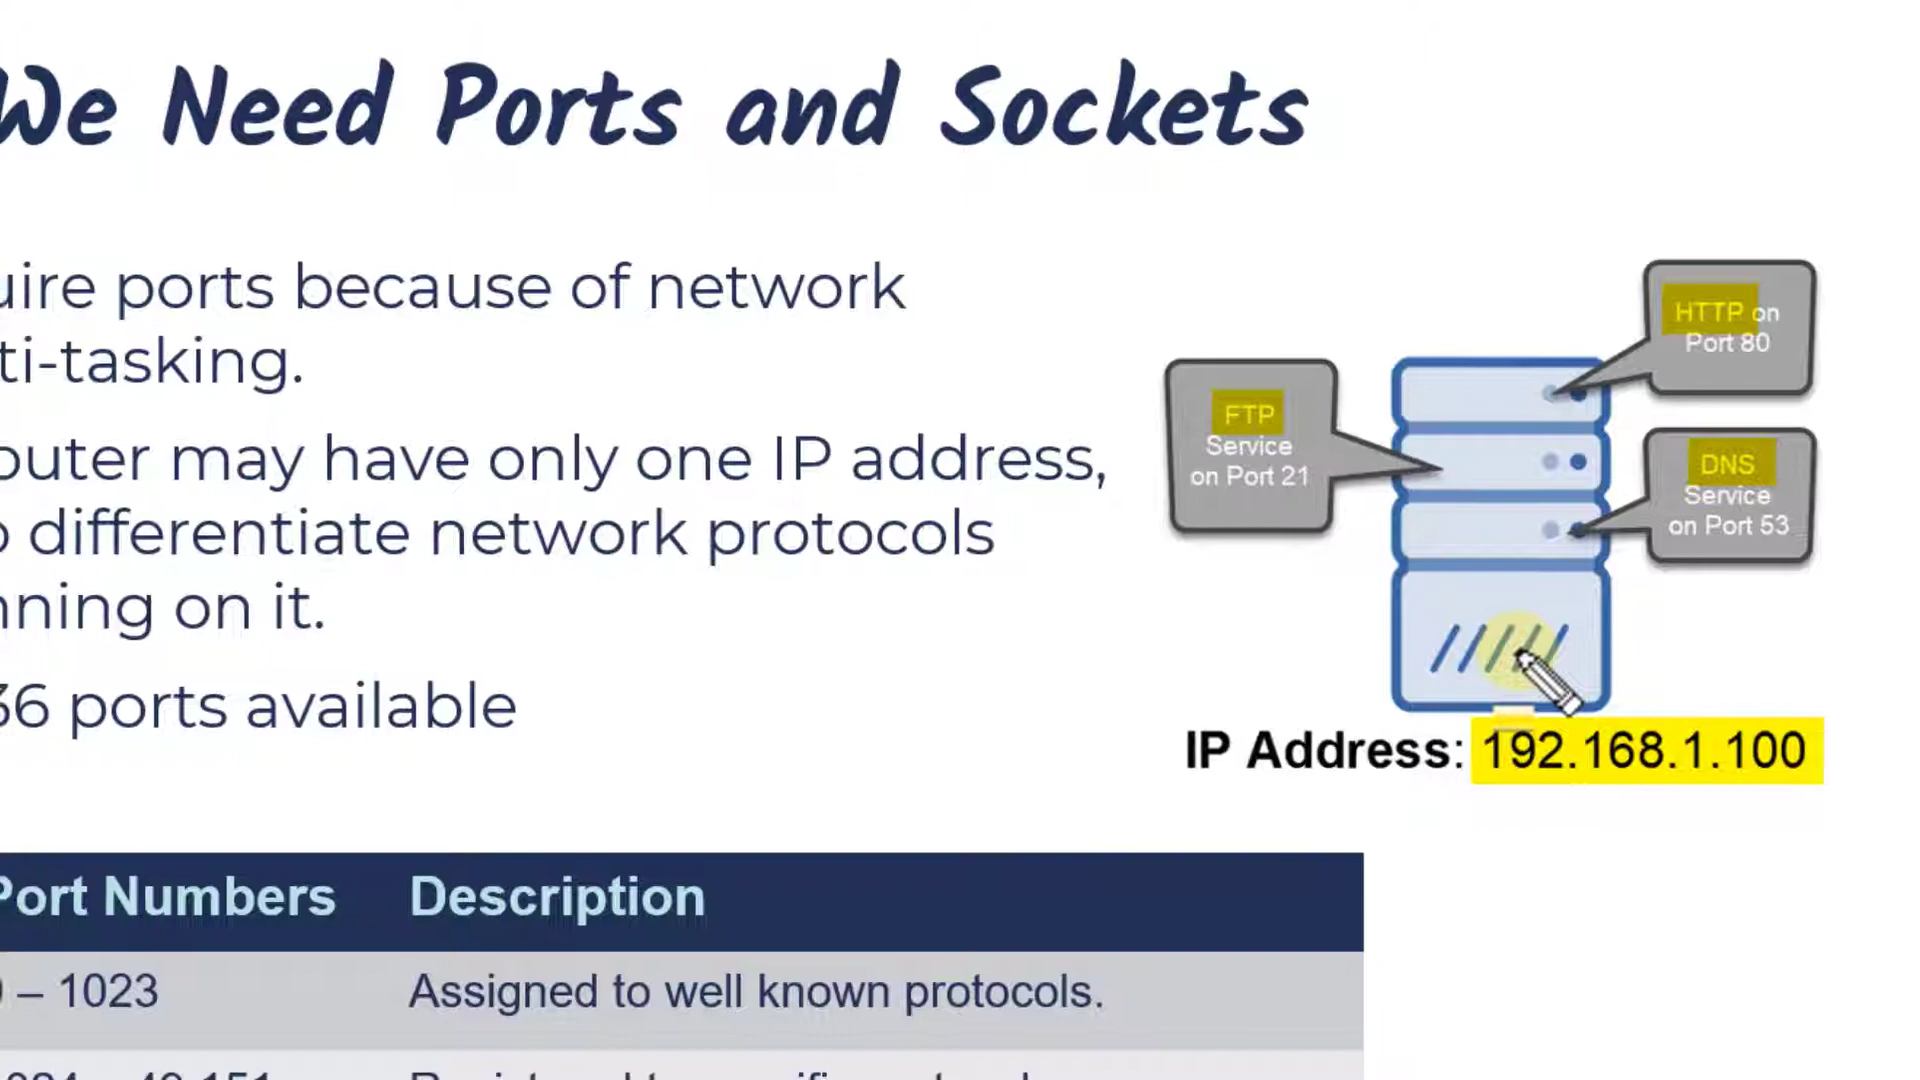 We Need Ports and Sockets
uire ports because of network
ti-tasking.
outer may have only one IP address,
o differentiate network protocols
nning on it.
36 ports available
HTTP on
Port 80
FTP
Service
on Port 21
DNS
Service
on Port 53
IP Address: 192.168.1.100
Port Numbers Description
0 – 1023 Assigned to well known protocols.